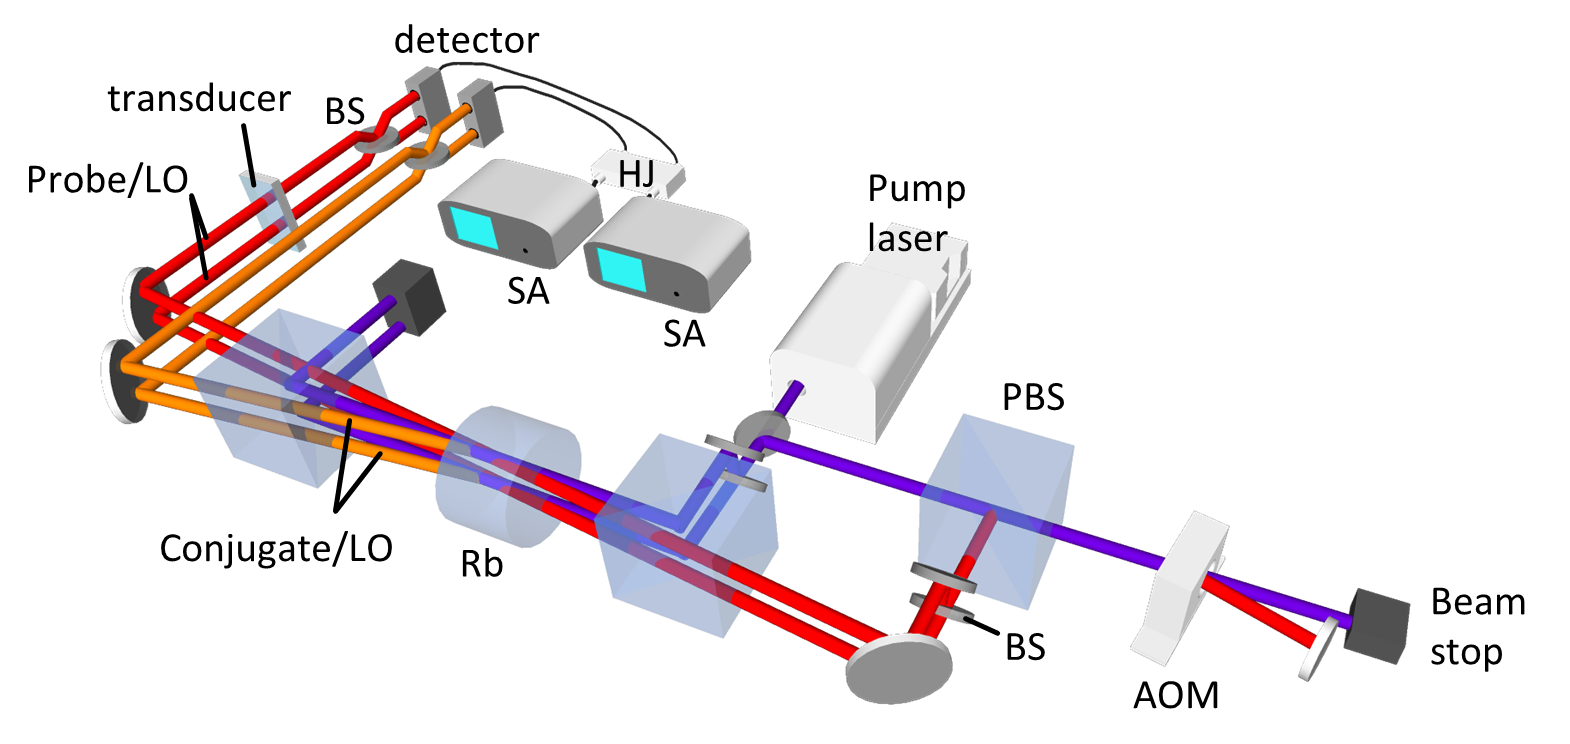 detector
transducer
BS
Probe/LO
HJ
Pump
laser
SA
SA
PBS
Conjugate/LO
Rb
BS
AOM
Beam
stop